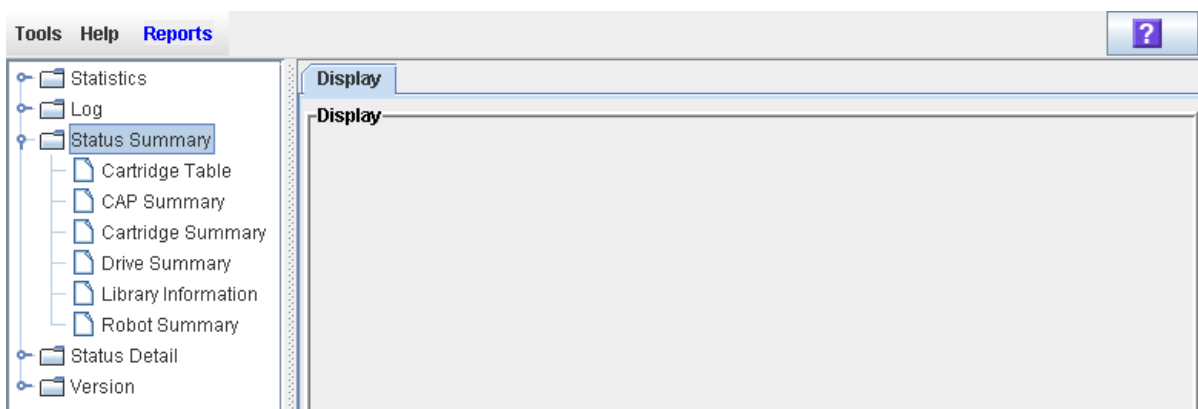 Tools Help Reports ?
Statistics
Log
Status Summary
Cartridge Table
CAP Summary
Cartridge Summary
Drive Summary
Library Information
Robot Summary
Status Detail
Version
Display
Display